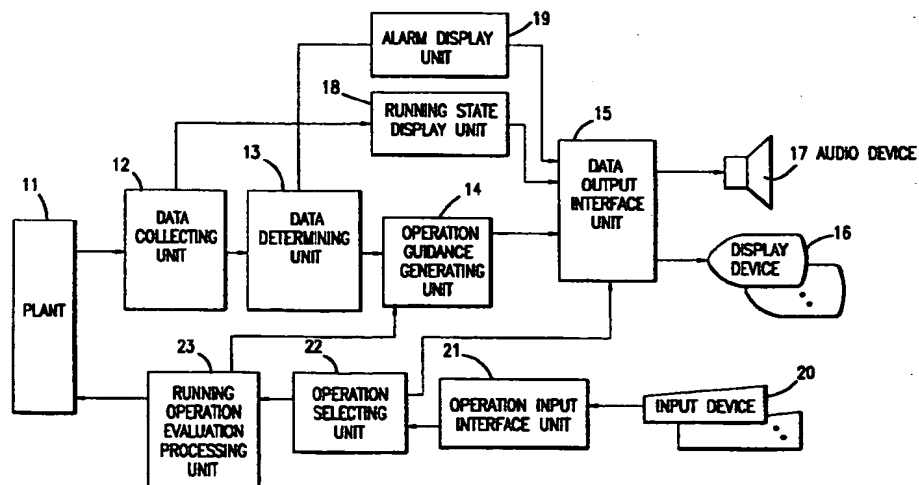 19
ALARM DISPLAY
UNIT
18
RUNNING STATE
DISPLAY UNIT
15
DATA
OUTPUT
INTERFACE
UNIT
17 AUDIO DEVICE
16
DISPLAY
DEVICE
11
PLANT
12
DATA
COLLECTING
UNIT
13
DATA
DETERMINING
UNIT
14
OPERATION
GUIDANCE
GENERATING
UNIT
23
RUNNING
OPERATION
EVALUATION
PROCESSING
UNIT
22
OPERATION
SELECTING
UNIT
21
OPERATION INPUT
INTERFACE UNIT
20
INPUT DEVICE